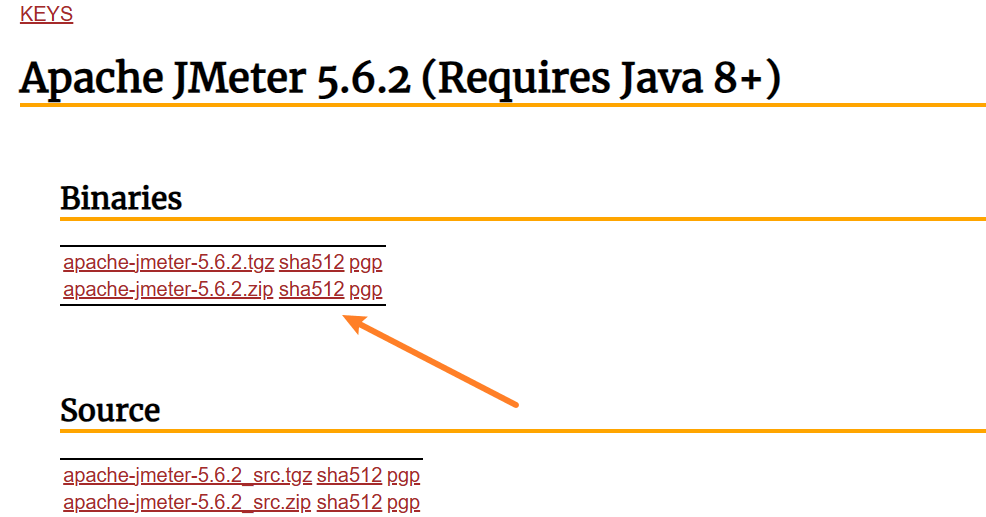 KEYS
Apache JMeter 5.6.2 (Requires Java 8+)
Binaries
apache-jmeter-5.6.2.tgz sha512 pgp
apache-jmeter-5.6.2.zip sha512 pgp
Source
apache-jmeter-5.6.2_src.tgz sha512 pgp
apache-jmeter-5.6.2_src.zip sha512 pgp